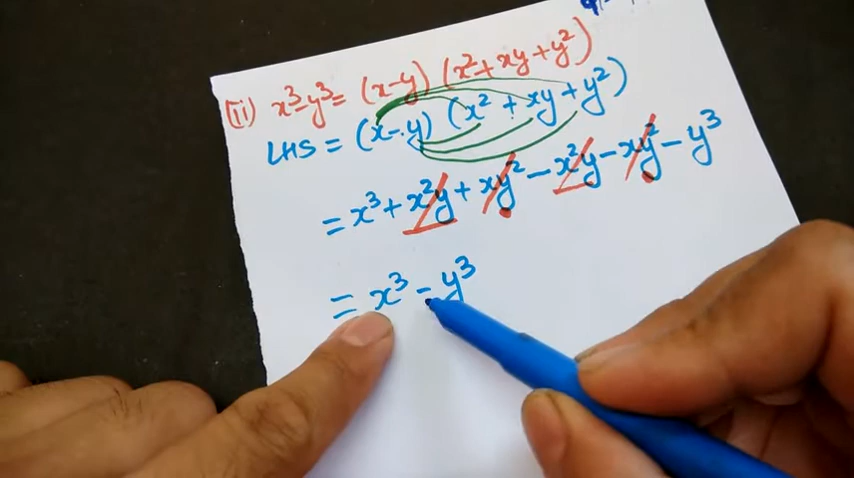 (ii) x³-y³ = (x-y) (x²+xy+y²)
LHS = (x-y) (x²+xy+y²)
= x³+x²y+xy²-x²y-xy²-y³
= x³-y³